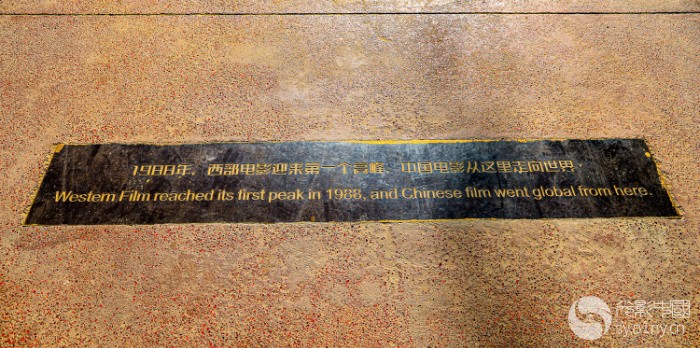 1988年，西部电影迎来第一个高峰，中国电影从这里走向世界
Western Film reached its first peak in 1988, and Chinese film went global from here.